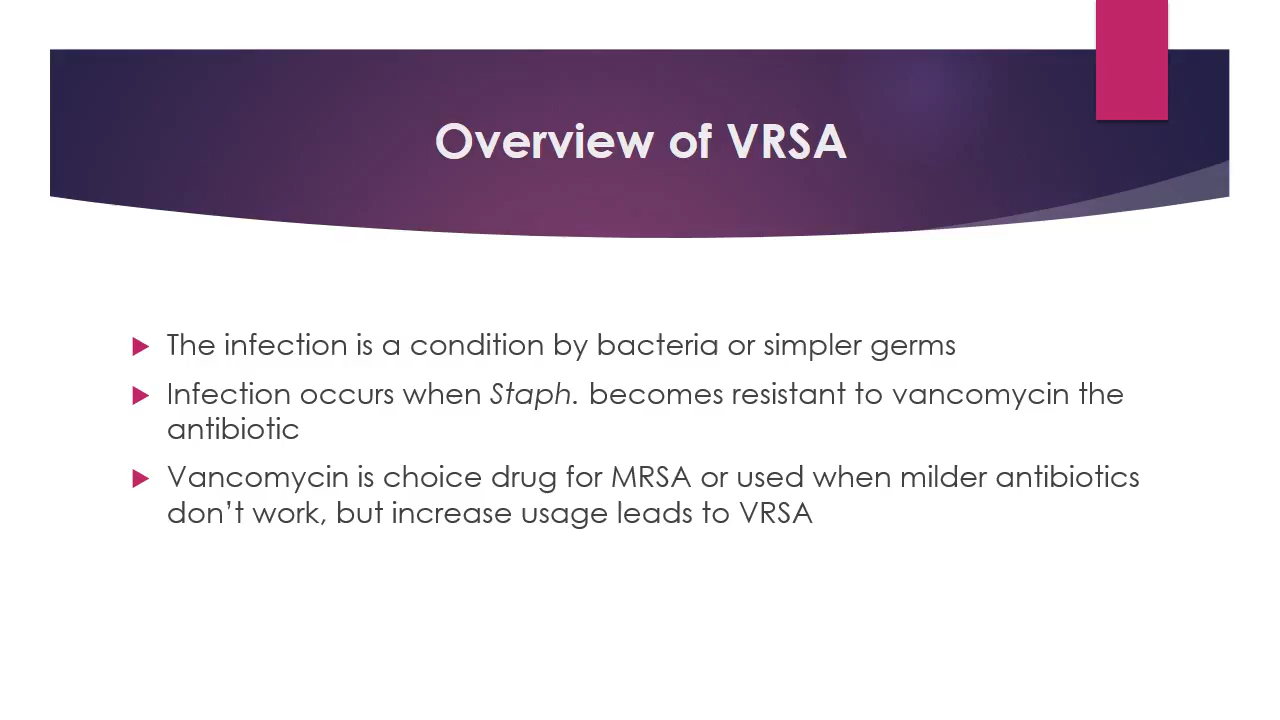 Overview of VRSA
The infection is a condition by bacteria or simpler germs
Infection occurs when Staph. becomes resistant to vancomycin the
antibiotic
Vancomycin is choice drug for MRSA or used when milder antibiotics
don’t work, but increase usage leads to VRSA